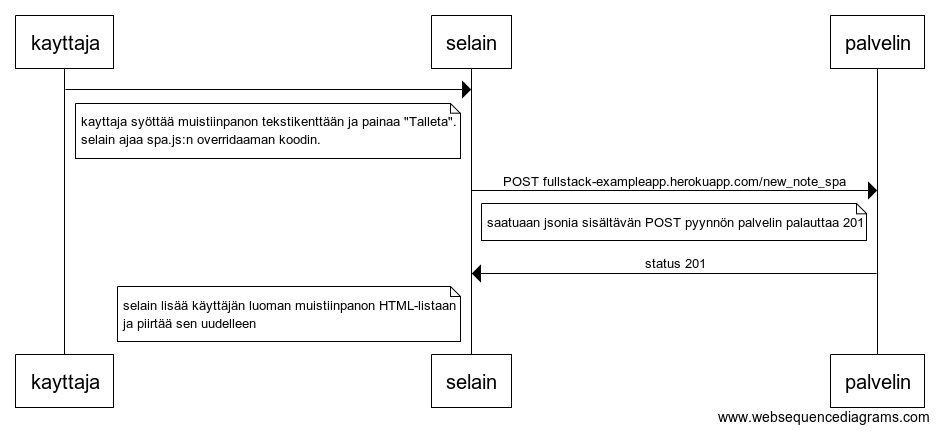 kayttaja
selain
palvelin
kayttaja syöttää muistiinpanon tekstikenttään ja painaa "Talleta".
selain ajaa spa.js:n overridaaman koodin.
POST fullstack-exampleapp.herokuapp.com/new_note_spa
saatuaan jsonia sisältävän POST pyynnön palvelin palauttaa 201
status 201
selain lisää käyttäjän luoman muistiinpanon HTML-listaan
ja piirtää sen uudelleen
kayttaja
selain
palvelin
www.websequencediagrams.com